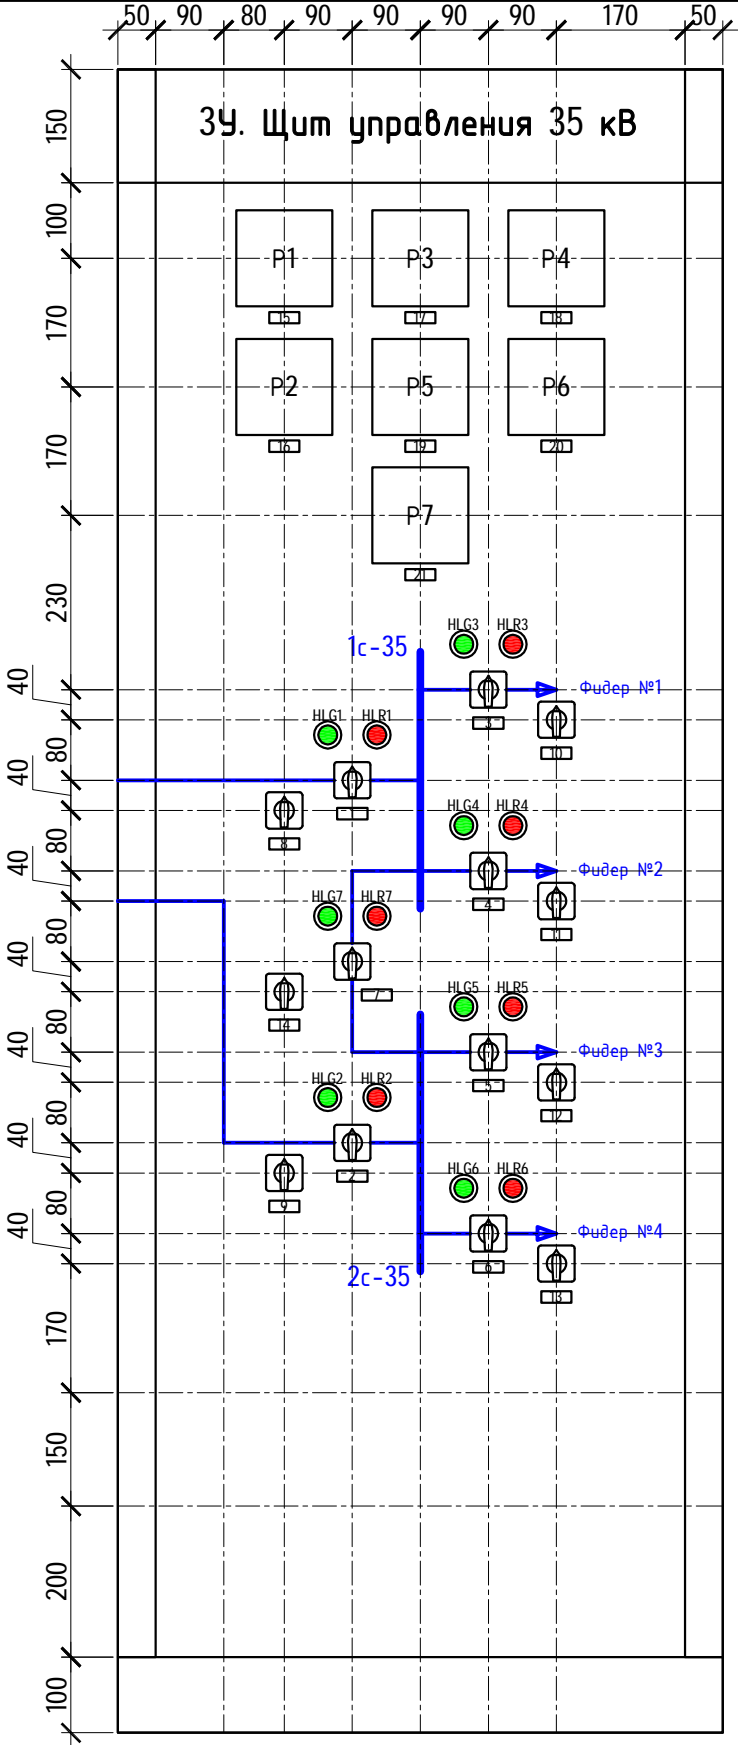 50 90 80 90 90 90 90 170 50
150
3У. Щит управления 35 кВ
100
P1 P3 P4
15 17 18
170
P2 P5 P6
16 19 20
170
P7
21
230
HLG3 HLR3
1с-35
40
Фидер №1
3
10
80
HLG1 HLR1
40
1
8
80
HLG4 HLR4
40
Фидер №2
4
11
80
HLG7 HLR7
40
7
14
80
HLG5 HLR5
40
Фидер №3
5
12
80
HLG2 HLR2
40
2
9
80
HLG6 HLR6
40
Фидер №4
6
13
2с-35
170
150
200
100